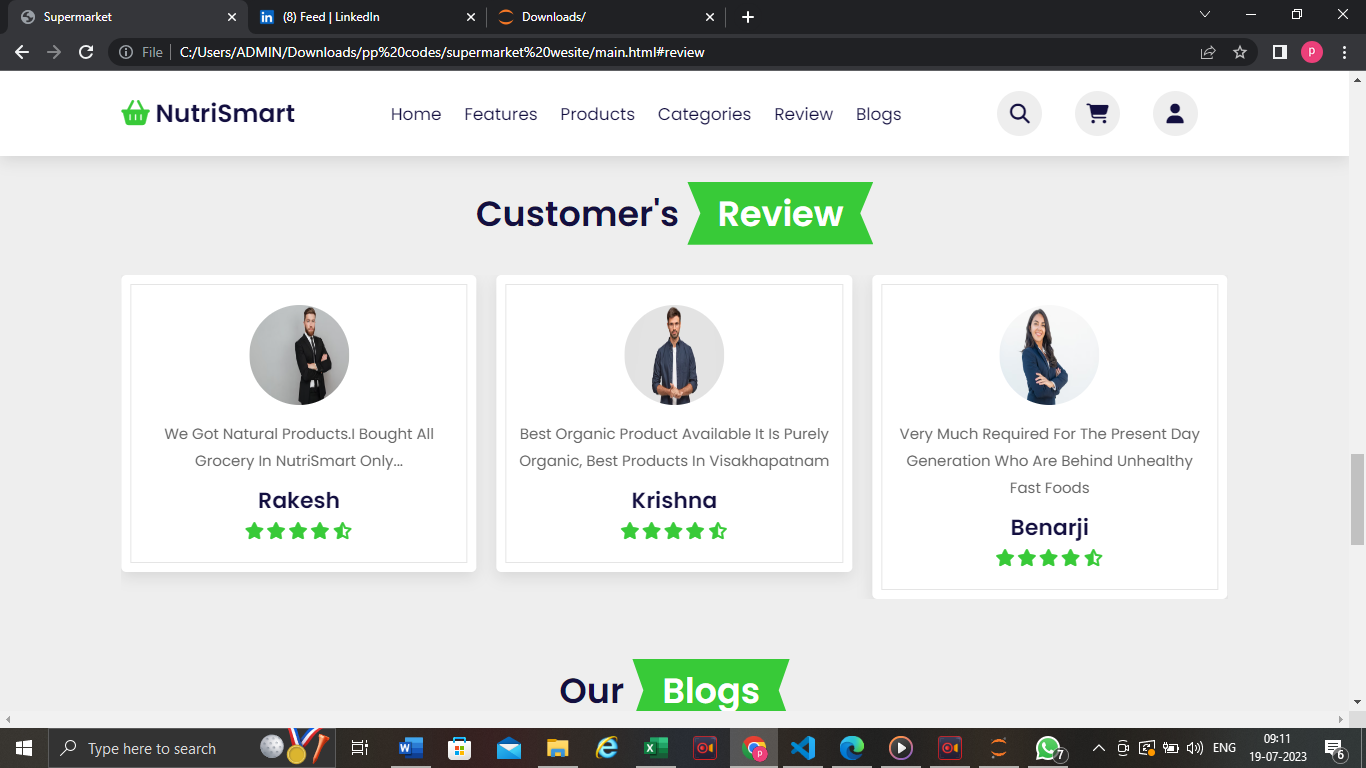 Supermarket
(8) Feed | LinkedIn
Downloads/
File
C:/Users/ADMIN/Downloads/pp%20codes/supermarket%20wesite/main.html#review
p
NutriSmart
Home
Features
Products
Categories
Review
Blogs
Customer's Review
We Got Natural Products.I Bought All
Grocery In NutriSmart Only...
Rakesh
Best Organic Product Available It Is Purely
Organic, Best Products In Visakhapatnam
Krishna
Very Much Required For The Present Day
Generation Who Are Behind Unhealthy
Fast Foods
Benarji
Our Blogs
Type here to search
7
ENG
09:11
19-07-2023
6